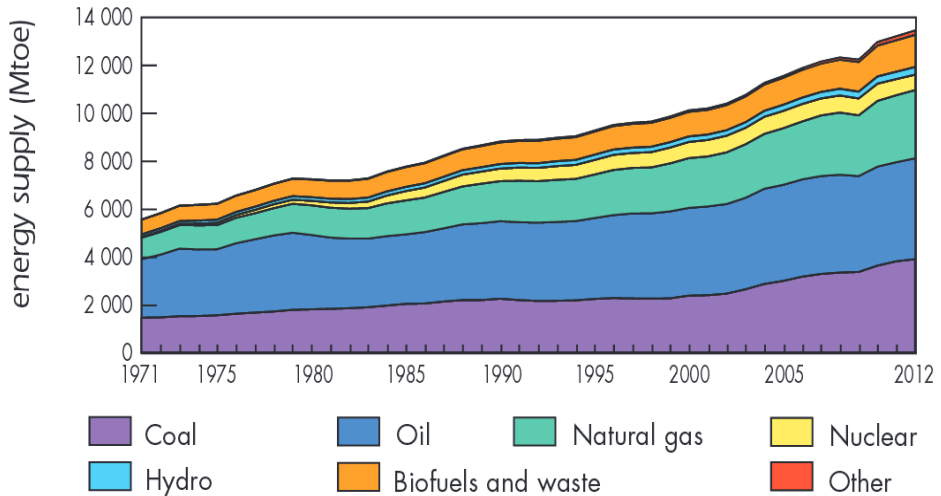 energy supply (Mtoe)
14 000
12 000
10 000
8 000
6 000
4 000
2 000
0
1971 1975 1980 1985 1990 1995 2000 2005 2012
Coal Oil Natural gas Nuclear
Hydro Biofuels and waste Other